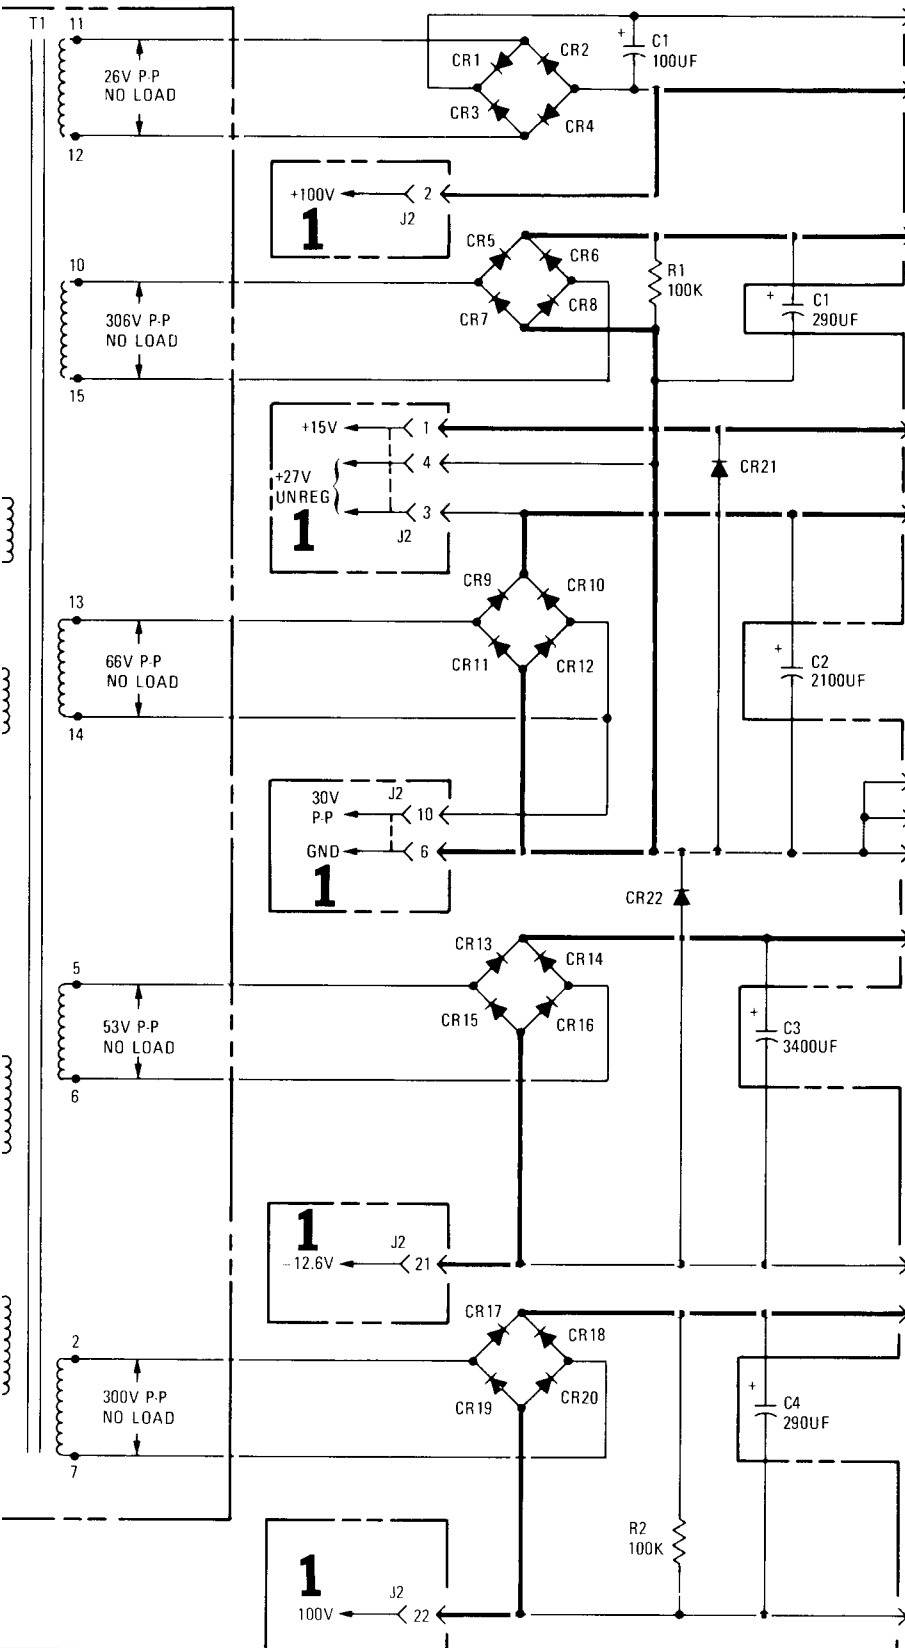 T1
11
26V P-P
NO LOAD
12
CR1
CR2
CR3
CR4
+
C1
100UF
+100V
2
J2
1
10
306V P-P
NO LOAD
15
CR5
CR6
CR7
CR8
R1
100K
+
C1
290UF
+15V
1
4
+27V
UNREG
3
J2
1
CR21
13
66V P-P
NO LOAD
14
CR9
CR10
CR11
CR12
+
C2
2100UF
30V
P-P
J2
10
GND
6
1
CR22
5
53V P-P
NO LOAD
6
CR13
CR14
CR15
CR16
+
C3
3400UF
1
J2
-12.6V
21
2
300V P-P
NO LOAD
7
CR17
CR18
CR19
CR20
+
C4
290UF
R2
100K
1
J2
100V
22